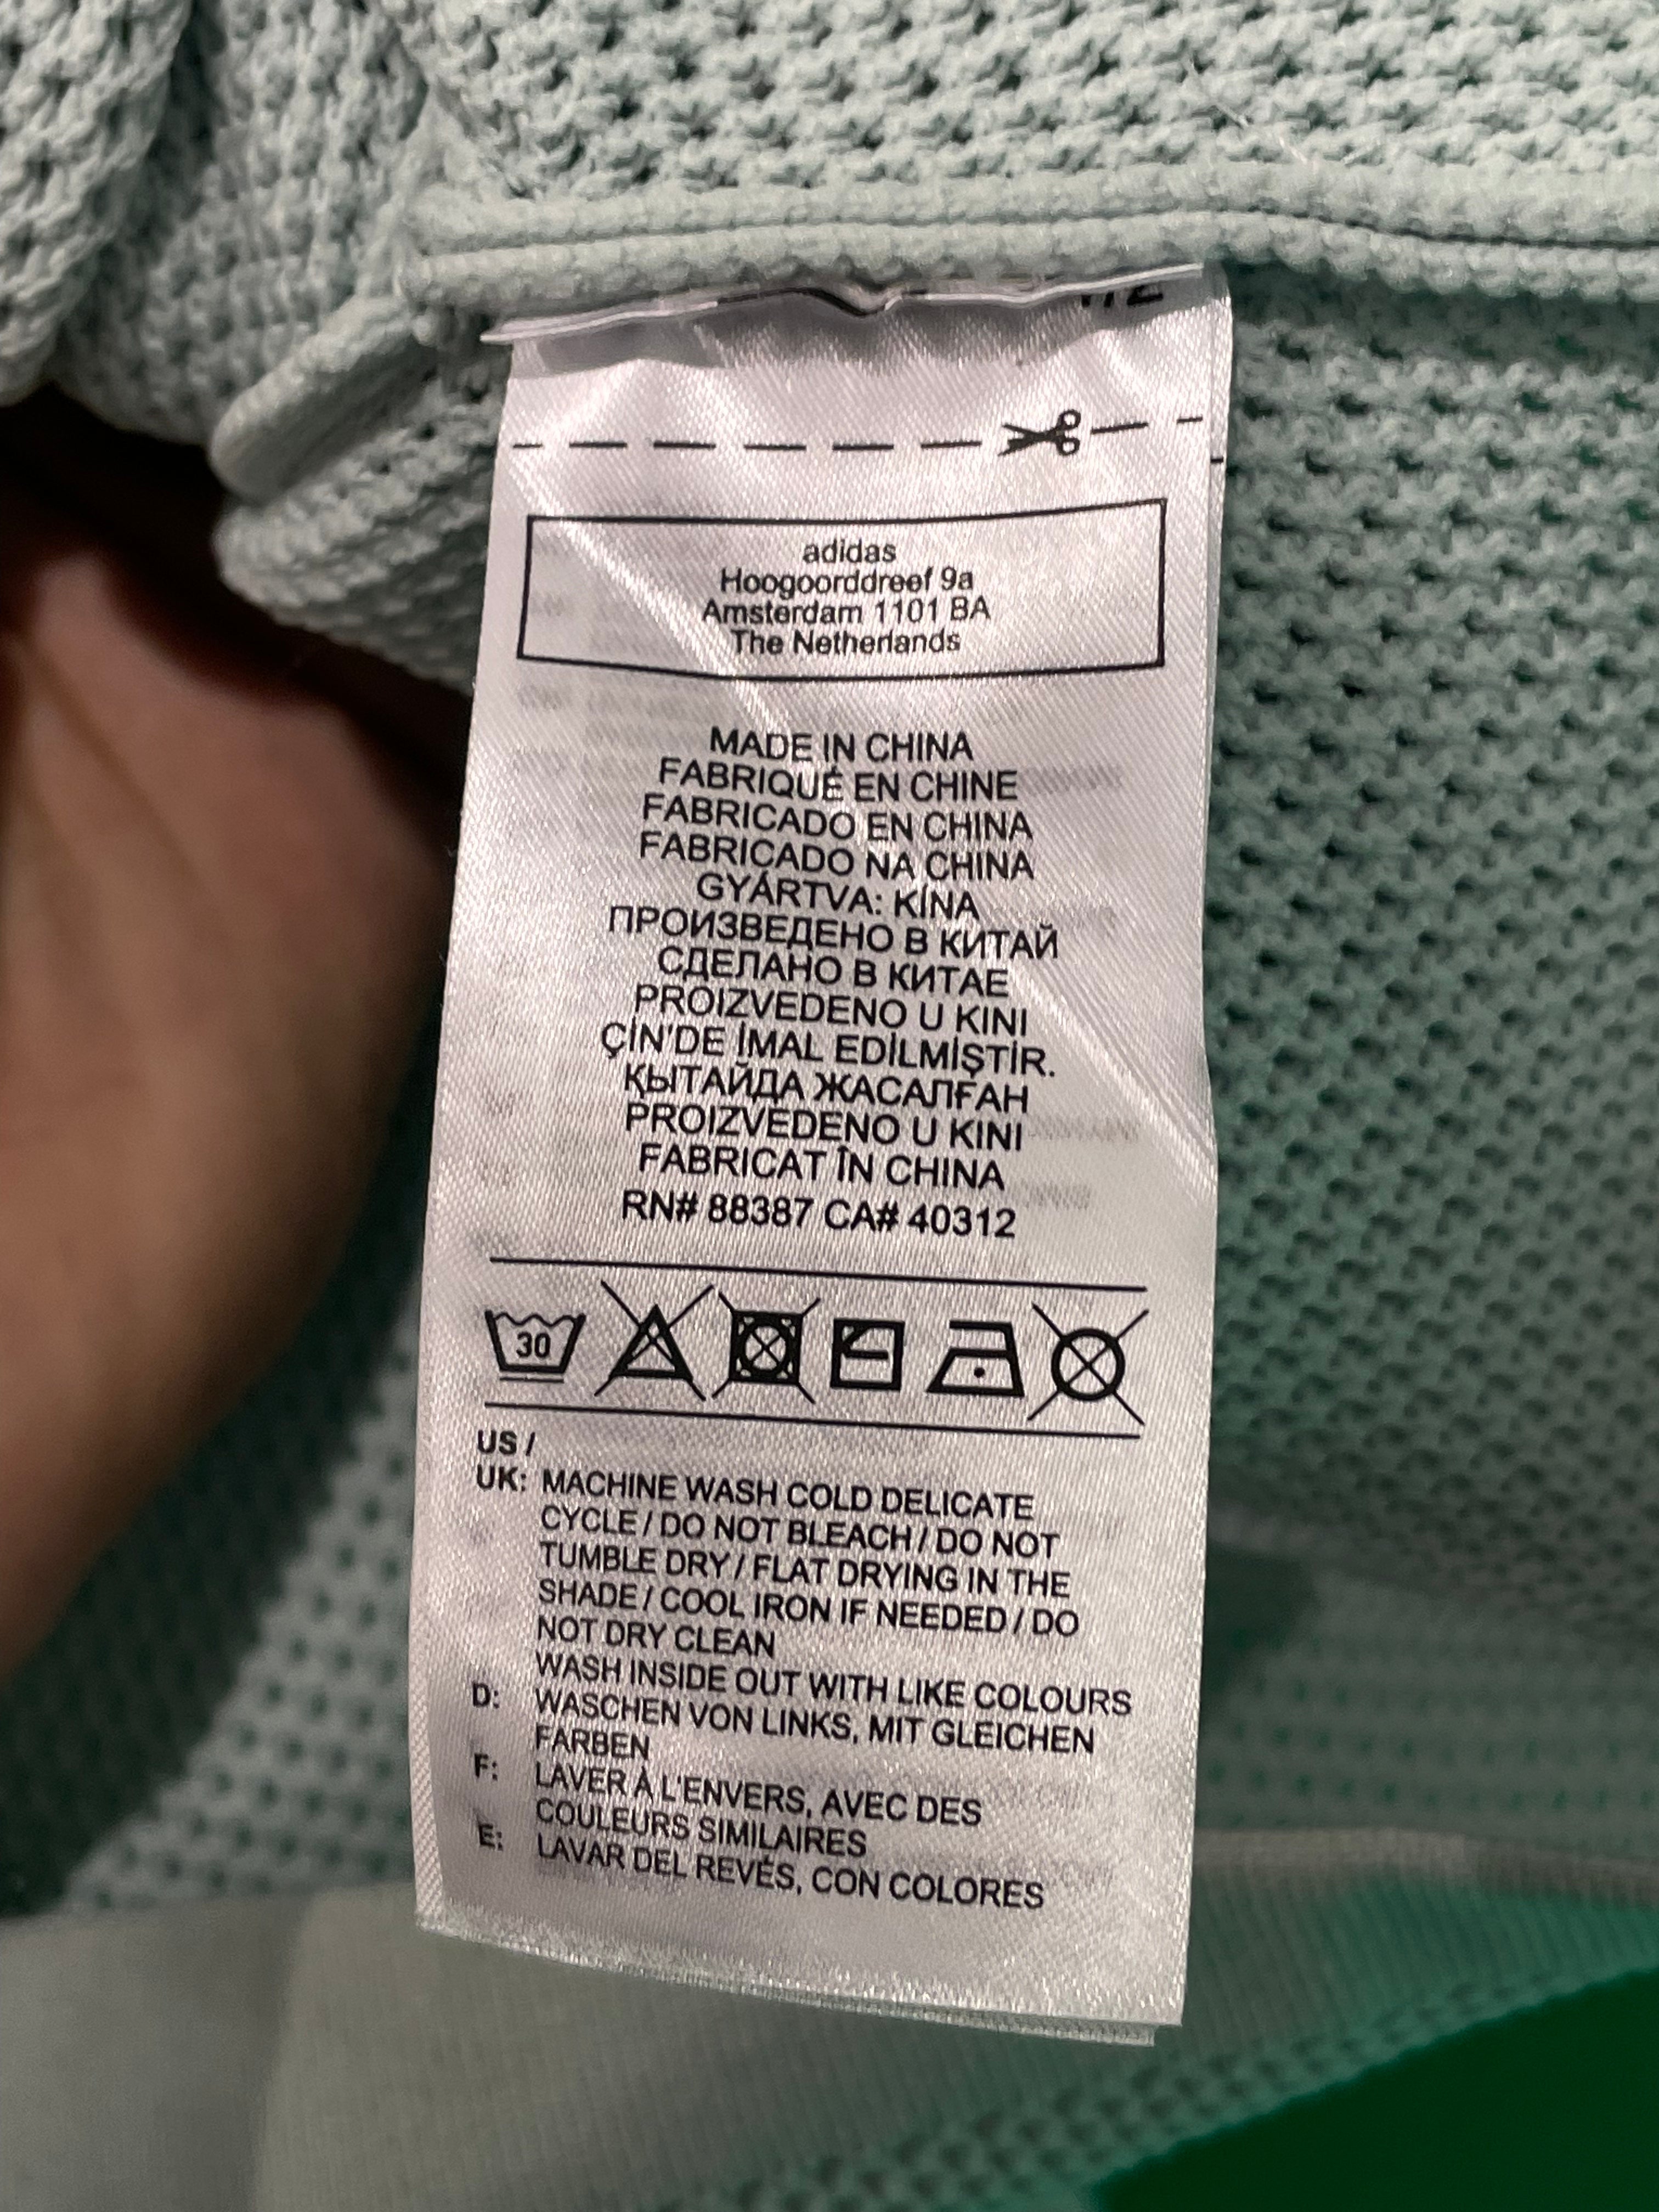 adidas
Hoogoorddreef 9a
Amsterdam 1101 BA
The Netherlands
MADE IN CHINA
FABRIQUÉ EN CHINE
FABRICADO EN CHINA
FABRICADO NA CHINA
GYÁRTVA: KÍNA
ПРОИЗВЕДЕНО В КИТАЙ
СДЕЛАНО В КИТАЕ
PROIZVEDENO U KINI
ÇİN'DE İMAL EDİLMİŞTİR.
ҚЫТАЙДА ЖАСАЛҒАН
PROIZVEDENO U KINI
FABRICAT ÎN CHINA
RN# 88387 CA# 40312
30
US /
UK: MACHINE WASH COLD DELICATE
CYCLE / DO NOT BLEACH / DO NOT
TUMBLE DRY / FLAT DRYING IN THE
SHADE / COOL IRON IF NEEDED / DO
NOT DRY CLEAN
WASH INSIDE OUT WITH LIKE COLOURS
D: WASCHEN VON LINKS, MIT GLEICHEN
FARBEN
F: LAVER À L'ENVERS, AVEC DES
COULEURS SIMILAIRES
E: LAVAR DEL REVÉS, CON COLORES